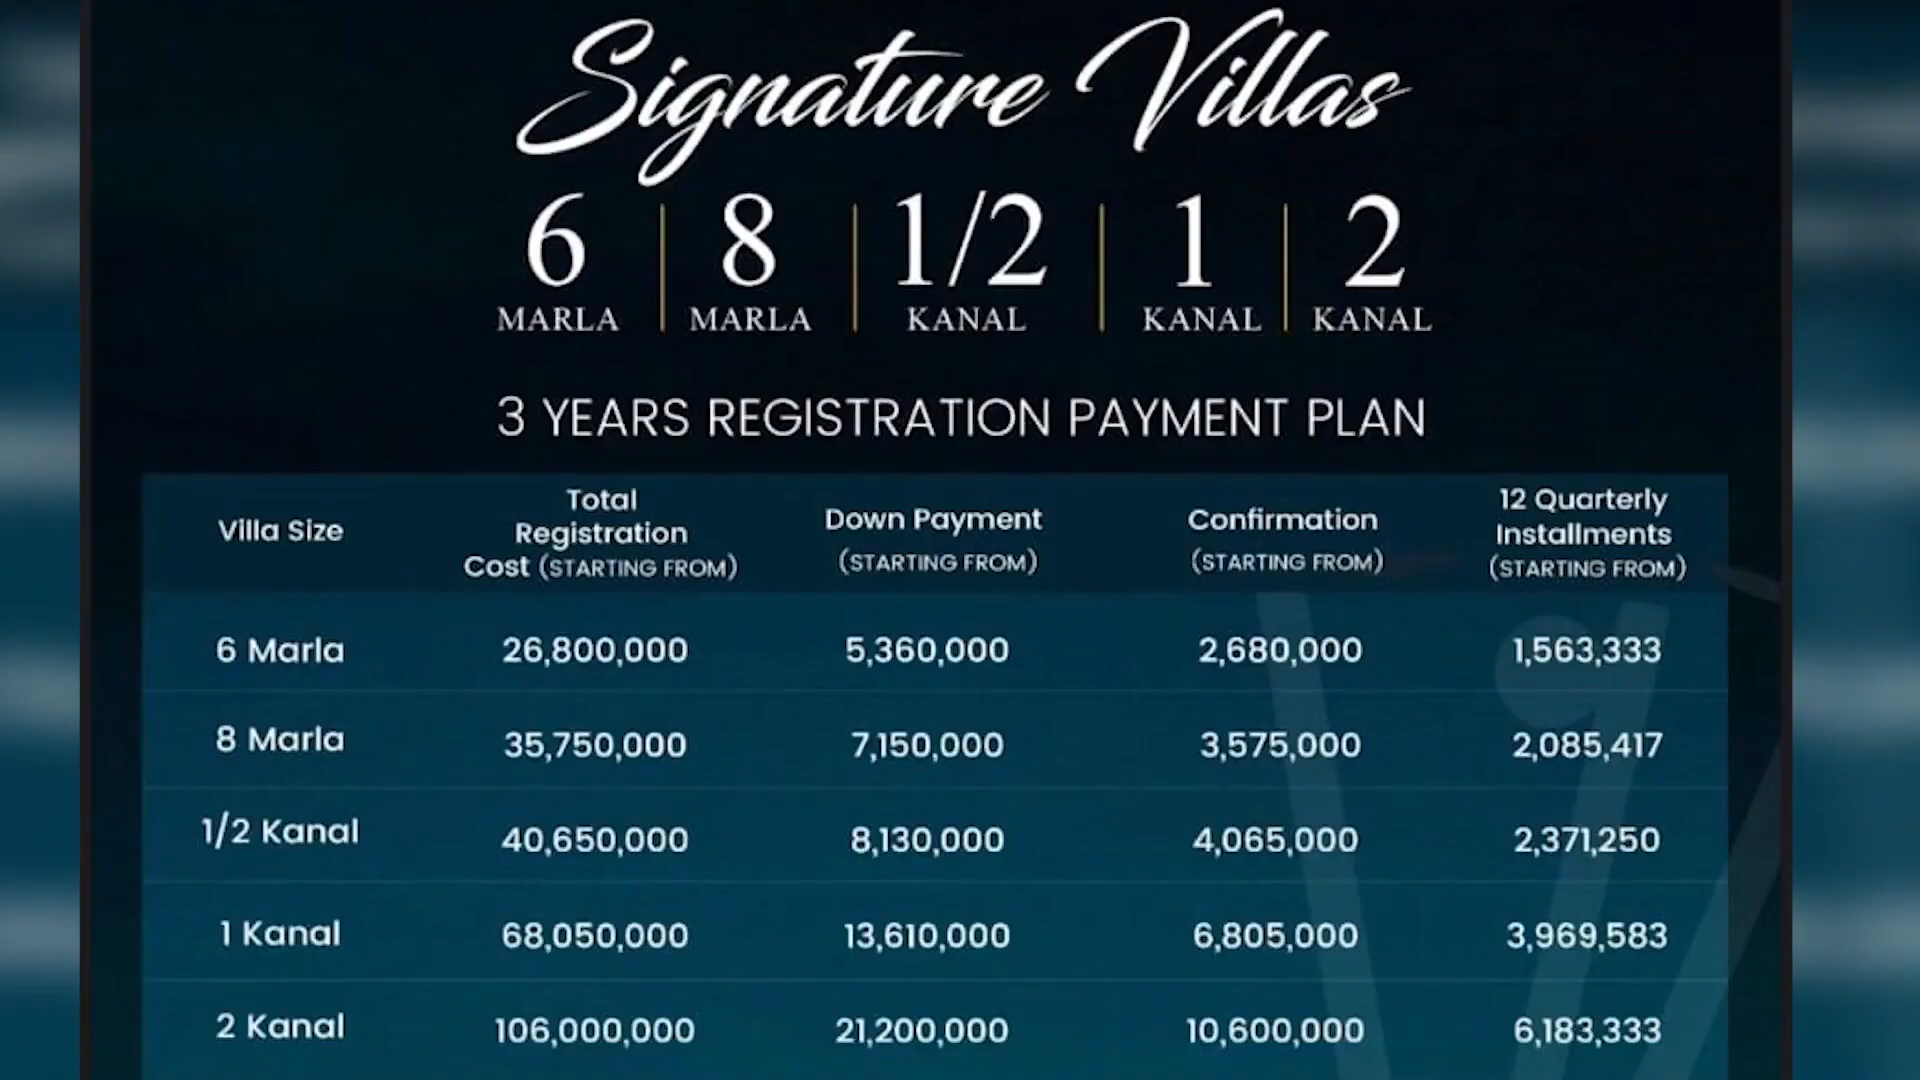 Signature Villas
6 | 8 | 1/2 | 1 | 2
MARLA MARLA KANAL KANAL KANAL
3 YEARS REGISTRATION PAYMENT PLAN
Villa Size Total Registration Cost (STARTING FROM) Down Payment (STARTING FROM) Confirmation (STARTING FROM) 12 Quarterly Installments (STARTING FROM)
6 Marla 26,800,000 5,360,000 2,680,000 1,563,333
8 Marla 35,750,000 7,150,000 3,575,000 2,085,417
1/2 Kanal 40,650,000 8,130,000 4,065,000 2,371,250
1 Kanal 68,050,000 13,610,000 6,805,000 3,969,583
2 Kanal 106,000,000 21,200,000 10,600,000 6,183,333